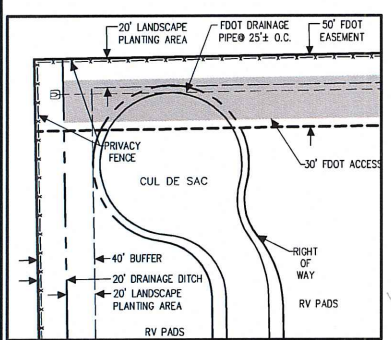 20' LANDSCAPE
PLANTING AREA
FDOT DRAINAGE
PIPE@ 25'± O.C.
50' FDOT
EASEMENT
PRIVACY
FENCE
30' FDOT ACCESS
CUL DE SAC
RIGHT
OF
WAY
40' BUFFER
20' DRAINAGE DITCH
20' LANDSCAPE
PLANTING AREA
RV PADS
RV PADS